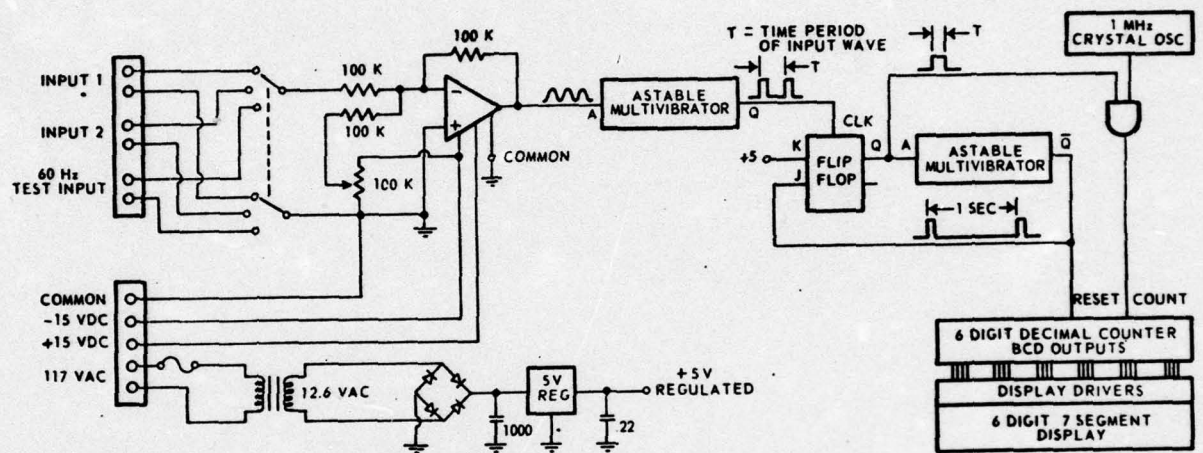 INPUT 1
INPUT 2
60 Hz
TEST INPUT
100 K
100 K
100 K
100 K
−
+
COMMON
A
ASTABLE
MULTIVIBRATOR
Q
T = TIME PERIOD
OF INPUT WAVE
T
CLK
+5
K
J
FLIP
FLOP
Q
A
ASTABLE
MULTIVIBRATOR
Q̅
T
1 MHz
CRYSTAL OSC
1 SEC
RESET COUNT
6 DIGIT DECIMAL COUNTER
BCD OUTPUTS
DISPLAY DRIVERS
6 DIGIT 7 SEGMENT
DISPLAY
COMMON
-15 VDC
+15 VDC
117 VAC
12.6 VAC
1000
5V
REG
.22
+5V
REGULATED